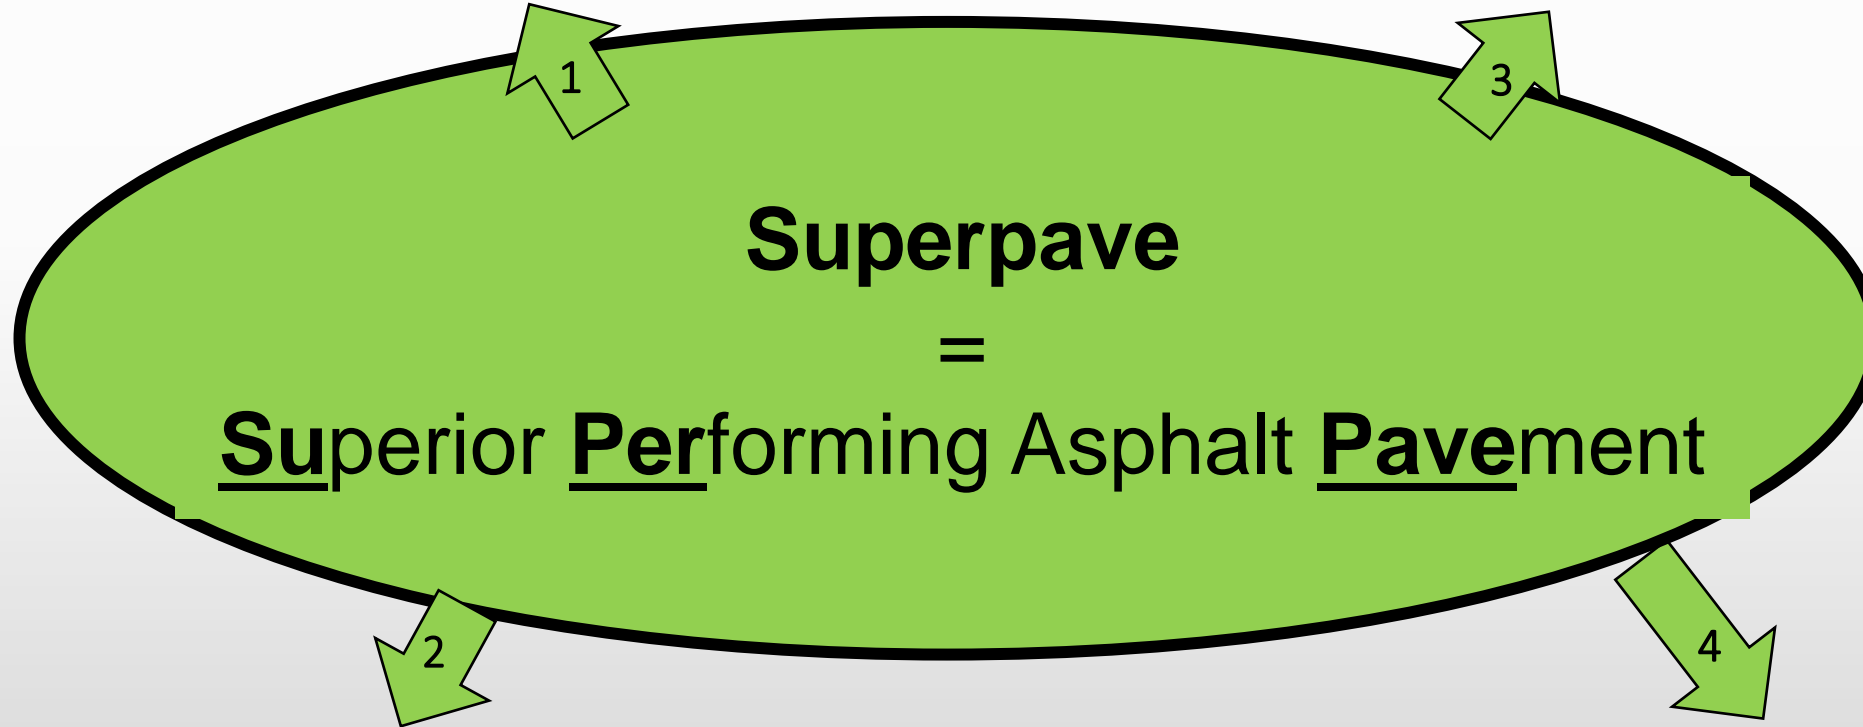 1
3
Superpave
=
Superior Performing Asphalt Pavement
2
4